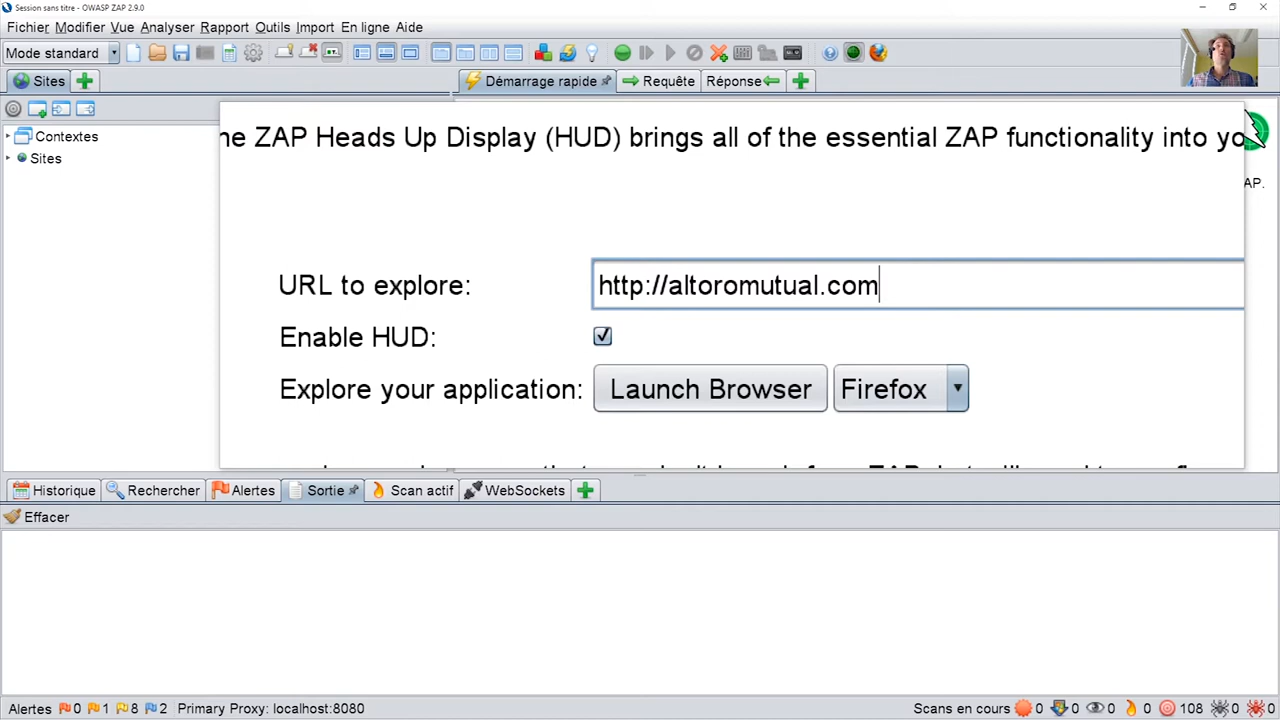 Session sans titre - OWASP ZAP 2.9.0
Fichier Modifier Vue Analyser Rapport Outils Import En ligne Aide
Mode standard
Sites
Démarrage rapide
Requête
Réponse
Contextes
Sites
ne ZAP Heads Up Display (HUD) brings all of the essential ZAP functionality into yo
AP.
URL to explore: http://altoromutual.com
Enable HUD:
Explore your application: Launch Browser Firefox
Historique Rechercher Alertes Sortie Scan actif WebSockets
Effacer
Alertes 0 1 8 2 Primary Proxy: localhost:8080 Scans en cours 0 0 0 0 108 0 0